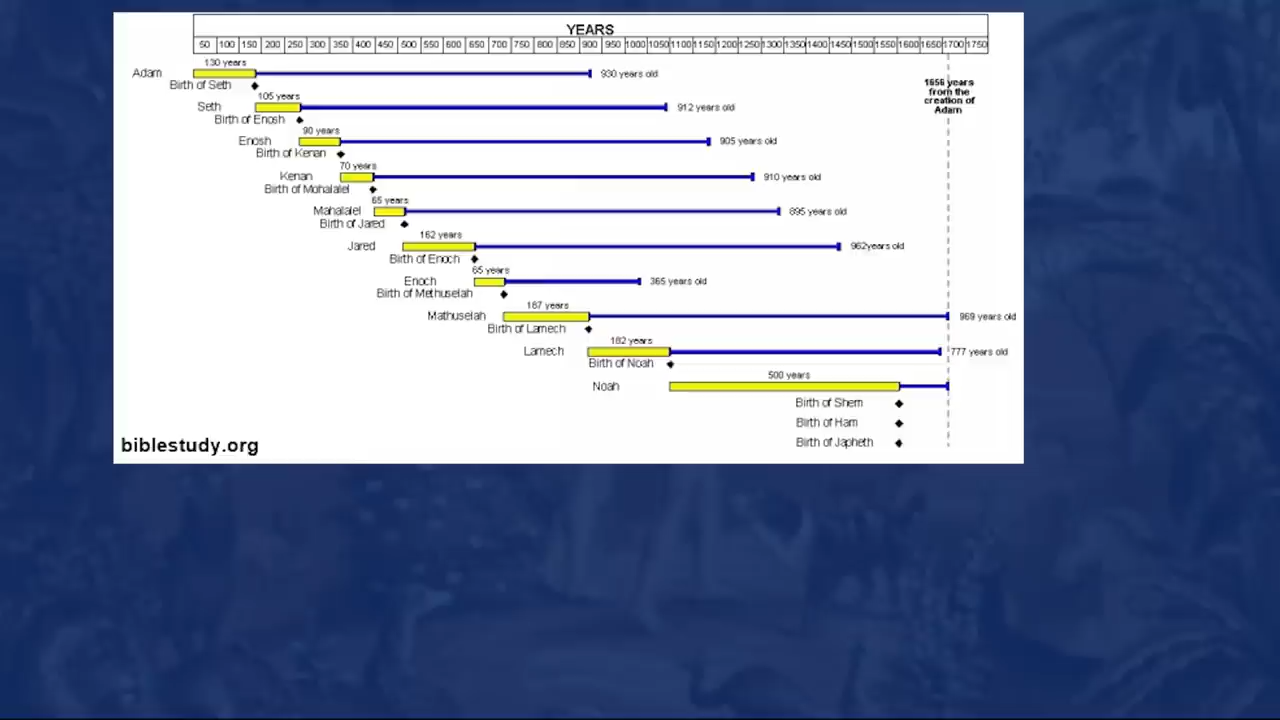 YEARS
50 100 150 200 250 300 350 400 450 500 550 600 650 700 750 800 850 900 950 1000 1050 1100 1150 1200 1250 1300 1350 1400 1450 1500 1550 1600 1650 1700 1750
130 years
Adam 930 years old
Birth of Seth
1656 years
from the
creation of
Adam
105 years
Seth 912 years old
Birth of Enosh
90 years
Enosh 905 years old
Birth of Kenan
70 years
Kenan 910 years old
Birth of Mohalalel
65 years
Mahalalel 895 years old
Birth of Jared
162 years
Jared 962years old
Birth of Enoch
65 years
Enoch 365 years old
Birth of Methuselah
187 years
Mathuselah 969 years old
Birth of Lamech
182 years
Lamech 777 years old
Birth of Noah
500 years
Noah
Birth of Shem
Birth of Ham
Birth of Japheth
biblestudy.org